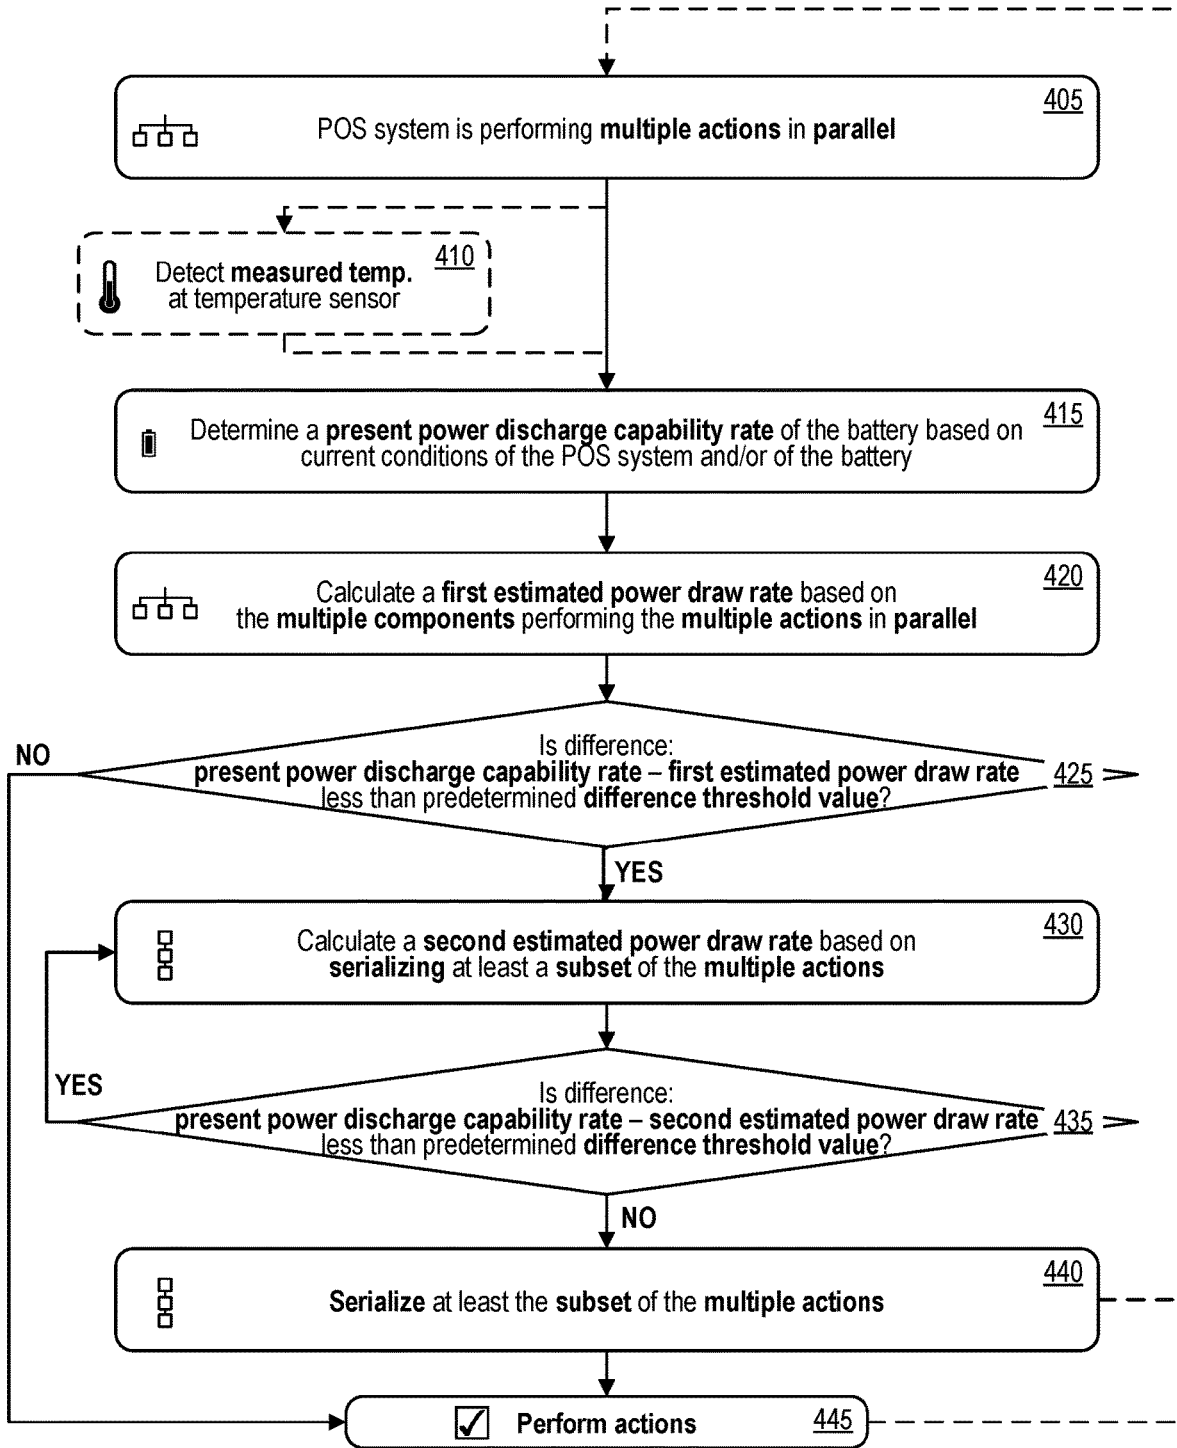 405
POS system is performing multiple actions in parallel
410
Detect measured temp.
at temperature sensor
415
Determine a present power discharge capability rate of the battery based on
current conditions of the POS system and/or of the battery
420
Calculate a first estimated power draw rate based on
the multiple components performing the multiple actions in parallel
NO
Is difference:
present power discharge capability rate – first estimated power draw rate
425
less than predetermined difference threshold value?
YES
430
Calculate a second estimated power draw rate based on
serializing at least a subset of the multiple actions
YES
Is difference:
present power discharge capability rate – second estimated power draw rate
435
less than predetermined difference threshold value?
NO
440
Serialize at least the subset of the multiple actions
Perform actions
445